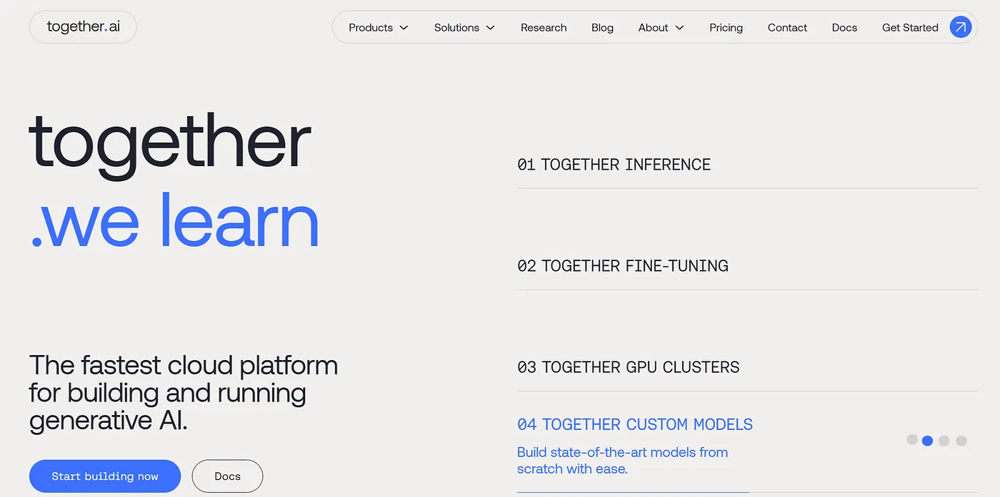 together.ai
Products
Solutions
Research
Blog
About
Pricing
Contact
Docs
Get Started
together
.we learn
The fastest cloud platform
for building and running
generative AI.
Start building now
Docs
01 TOGETHER INFERENCE
02 TOGETHER FINE-TUNING
03 TOGETHER GPU CLUSTERS
04 TOGETHER CUSTOM MODELS
Build state-of-the-art models from
scratch with ease.